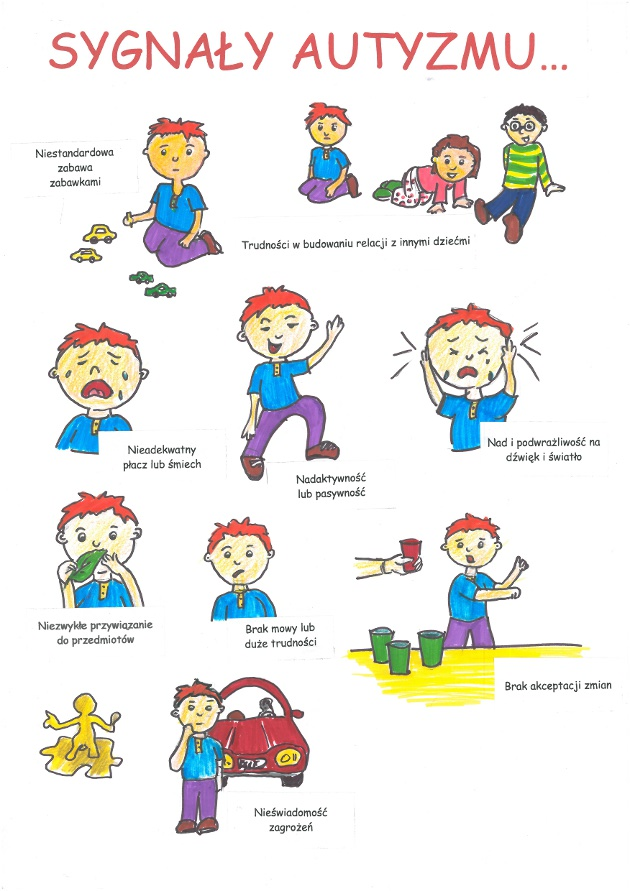 SYGNAŁY AUTYZMU...
Niestandardowa
zabawa
zabawkami
Trudności w budowaniu relacji z innymi dziećmi
Nieadekwatny
płacz lub śmiech
Nadaktywność
lub pasywność
Nad i podwrażliwość na
dźwięk i światło
Niezwykłe przywiązanie
do przedmiotów
Brak mowy lub
duże trudności
Brak akceptacji zmian
Nieświadomość
zagrożeń